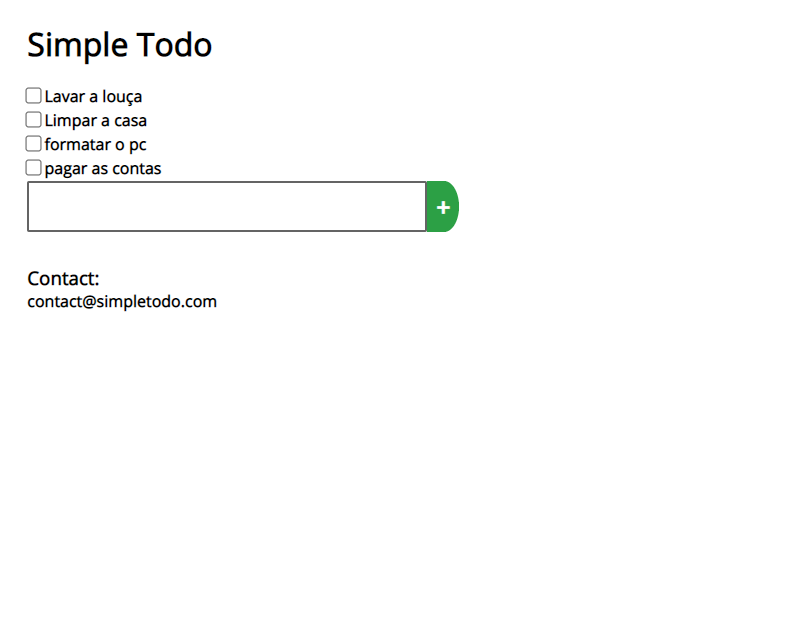 Simple Todo
Lavar a louça
Limpar a casa
formatar o pc
pagar as contas
+
Contact:
contact@simpletodo.com